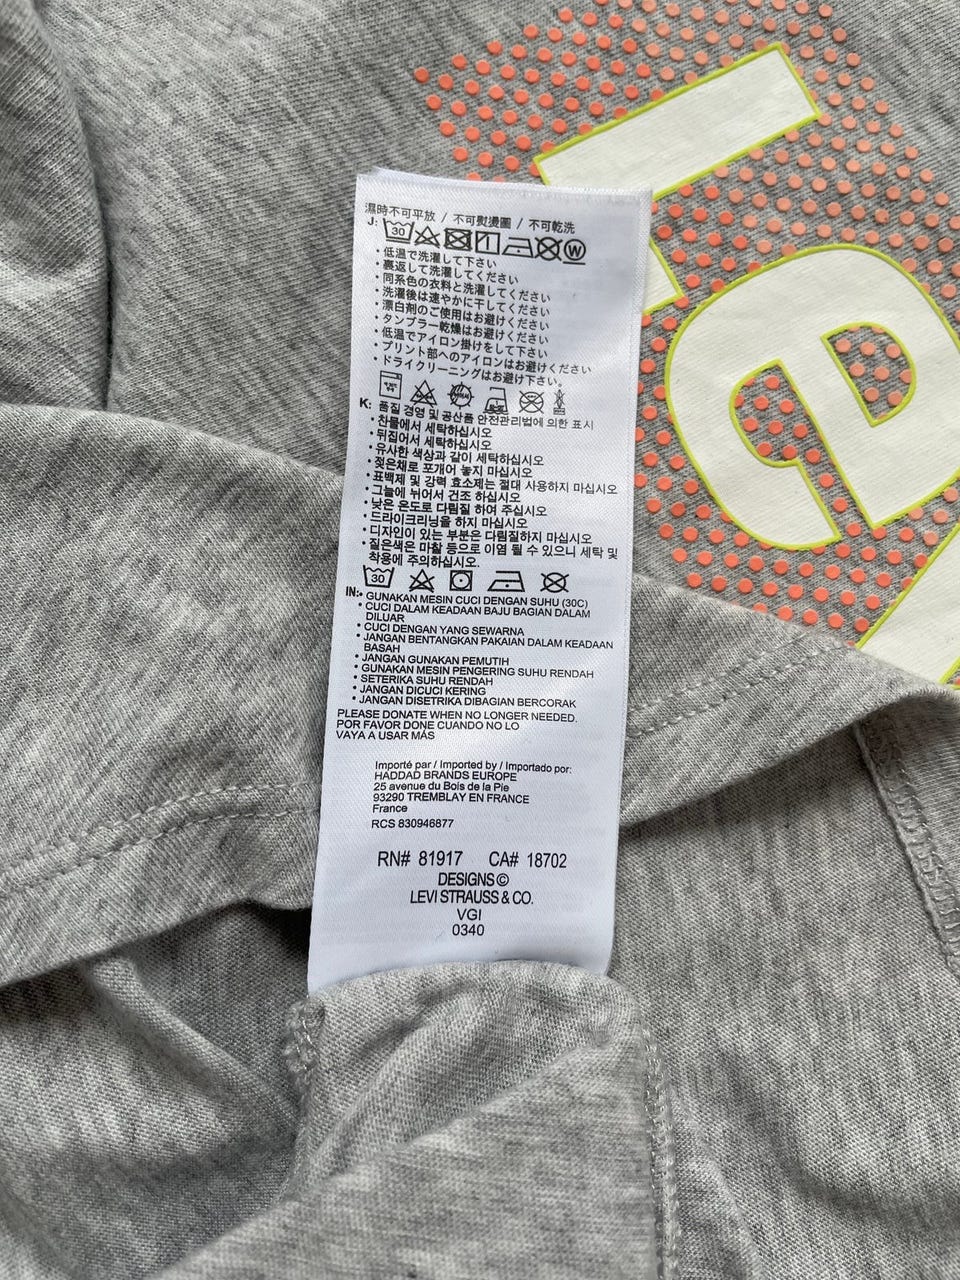 濕時不可平放 / 不可熨燙圖 / 不可乾洗
J: 30 W
• 低温で洗濯して下さい
• 裏返して洗濯してください
• 同系色の衣料と洗濯してください
• 洗濯後は速やかに干してください
• 漂白剤のご使用はお避けください
• タンブラー乾燥はお避けください
• 低温でアイロン掛けをして下さい
• プリント部へのアイロンはお避けください
• ドライクリーニングはお避け下さい。
K: 품질 경영 및 공산품 안전관리법에 의한 표시
• 찬물에서 세탁하십시오
• 뒤집어서 세탁하십시오
• 유사한 색상과 같이 세탁하십시오
• 젖은채로 포개어 놓지 마십시오
• 표백제 및 강력 효소제는 절대 사용하지 마십시오
• 그늘에 뉘어서 건조 하십시오
• 낮은 온도로 다림질 하여 주십시오
• 드라이크리닝을 하지 마십시오
• 디자인이 있는 부분은 다림질하지 마십시오
• 짙은색은 마찰 등으로 이염 될 수 있으니 세탁 및
착용에 주의하십시오.
30
IN: • GUNAKAN MESIN CUCI DENGAN SUHU (30C)
• CUCI DALAM KEADAAN BAJU BAGIAN DALAM
DILUAR
• CUCI DENGAN YANG SEWARNA
• JANGAN BENTANGKAN PAKAIAN DALAM KEADAAN
BASAH
• JANGAN GUNAKAN PEMUTIH
• GUNAKAN MESIN PENGERING SUHU RENDAH
• SETERIKA SUHU RENDAH
• JANGAN DICUCI KERING
• JANGAN DISETRIKA DIBAGIAN BERCORAK
PLEASE DONATE WHEN NO LONGER NEEDED.
POR FAVOR DONE CUANDO NO LO
VAYA A USAR MÁS
Importé par / Imported by / Importado por:
HADDAD BRANDS EUROPE
25 avenue du Bois de la Pie
93290 TREMBLAY EN FRANCE
France
RCS 830946877
RN# 81917 CA# 18702
DESIGNS ©
LEVI STRAUSS & CO.
VGI
0340